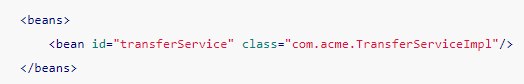 <beans>
    <bean id="transferService" class="com.acme.TransferServiceImpl"/>
</beans>